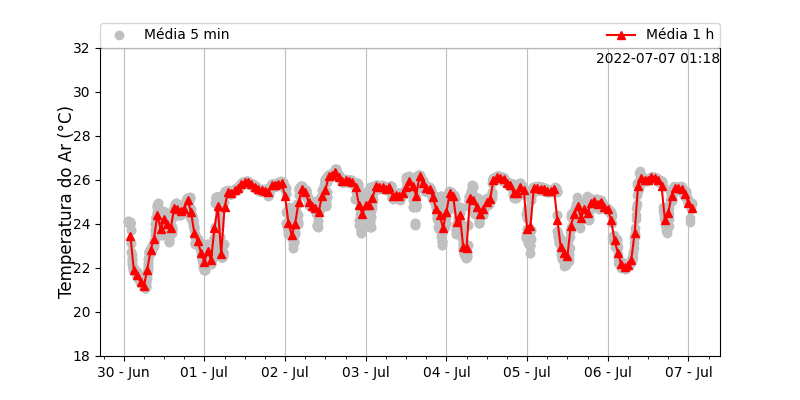 Média 5 min
Média 1 h
2022-07-07 01:18
Temperatura do Ar (°C)
32
30
28
26
24
22
20
18
30 - Jun
01 - Jul
02 - Jul
03 - Jul
04 - Jul
05 - Jul
06 - Jul
07 - Jul